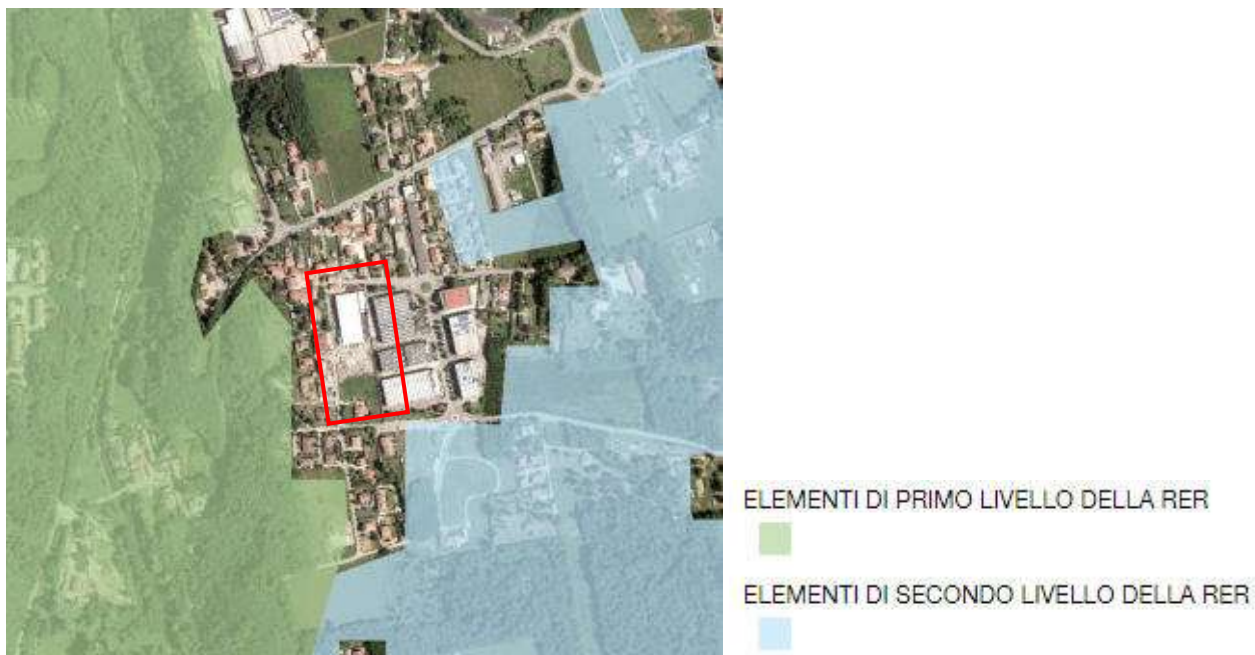 ELEMENTI DI PRIMO LIVELLO DELLA RER
ELEMENTI DI SECONDO LIVELLO DELLA RER